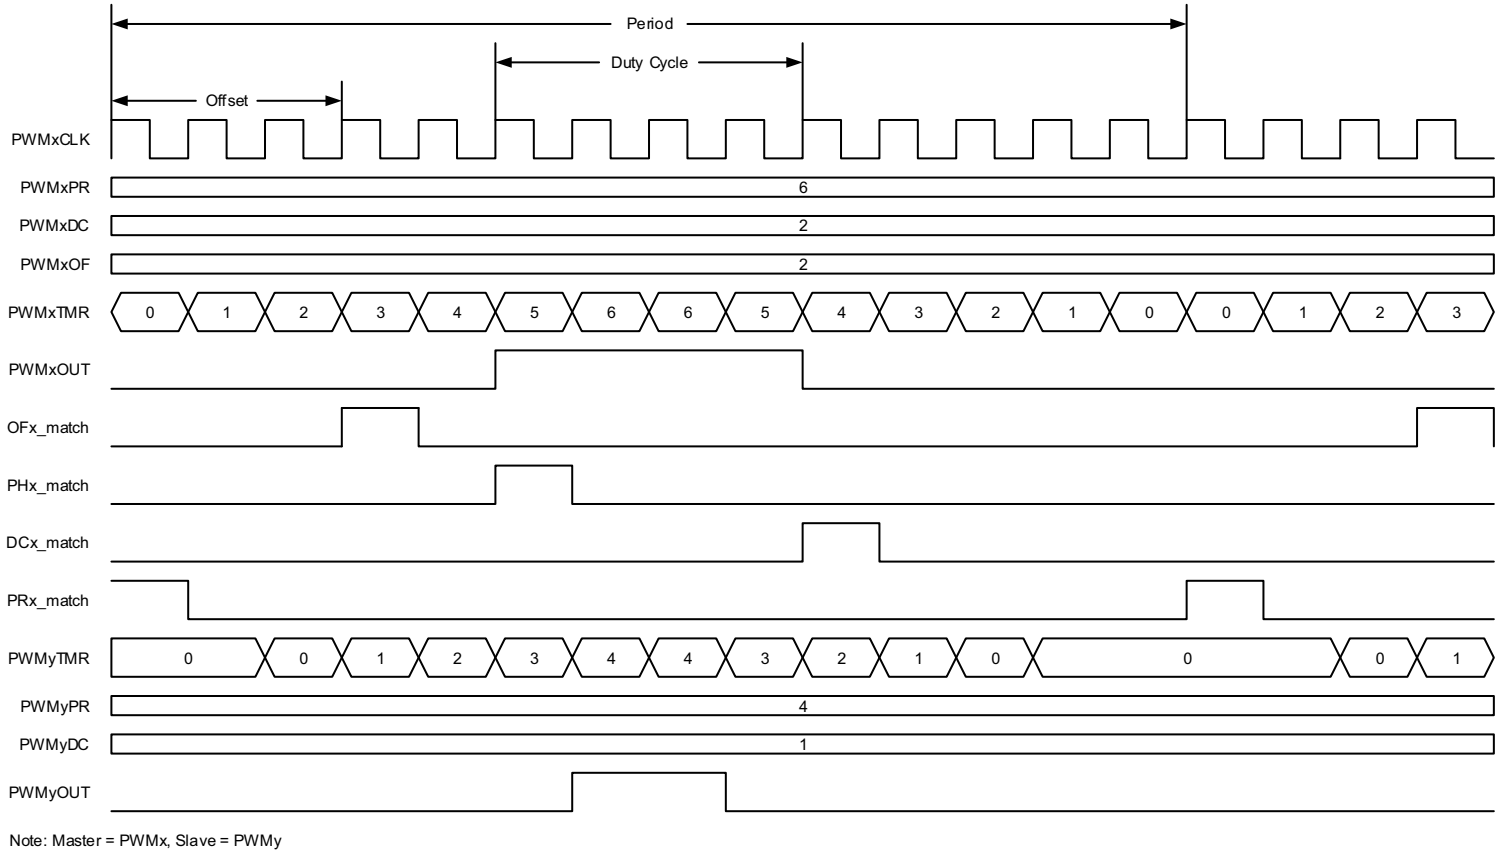 Period
Duty Cycle
Offset
PWMxCLK
PWMxPR 6
PWMxDC 2
PWMxOF 2
PWMxTMR 0 1 2 3 4 5 6 6 5 4 3 2 1 0 0 1 2 3
PWMxOUT
OFx_match
PHx_match
DCx_match
PRx_match
PWMyTMR 0 0 1 2 3 4 4 3 2 1 0 0 0 1
PWMyPR 4
PWMyDC 1
PWMyOUT
Note: Master = PWMx, Slave = PWMy